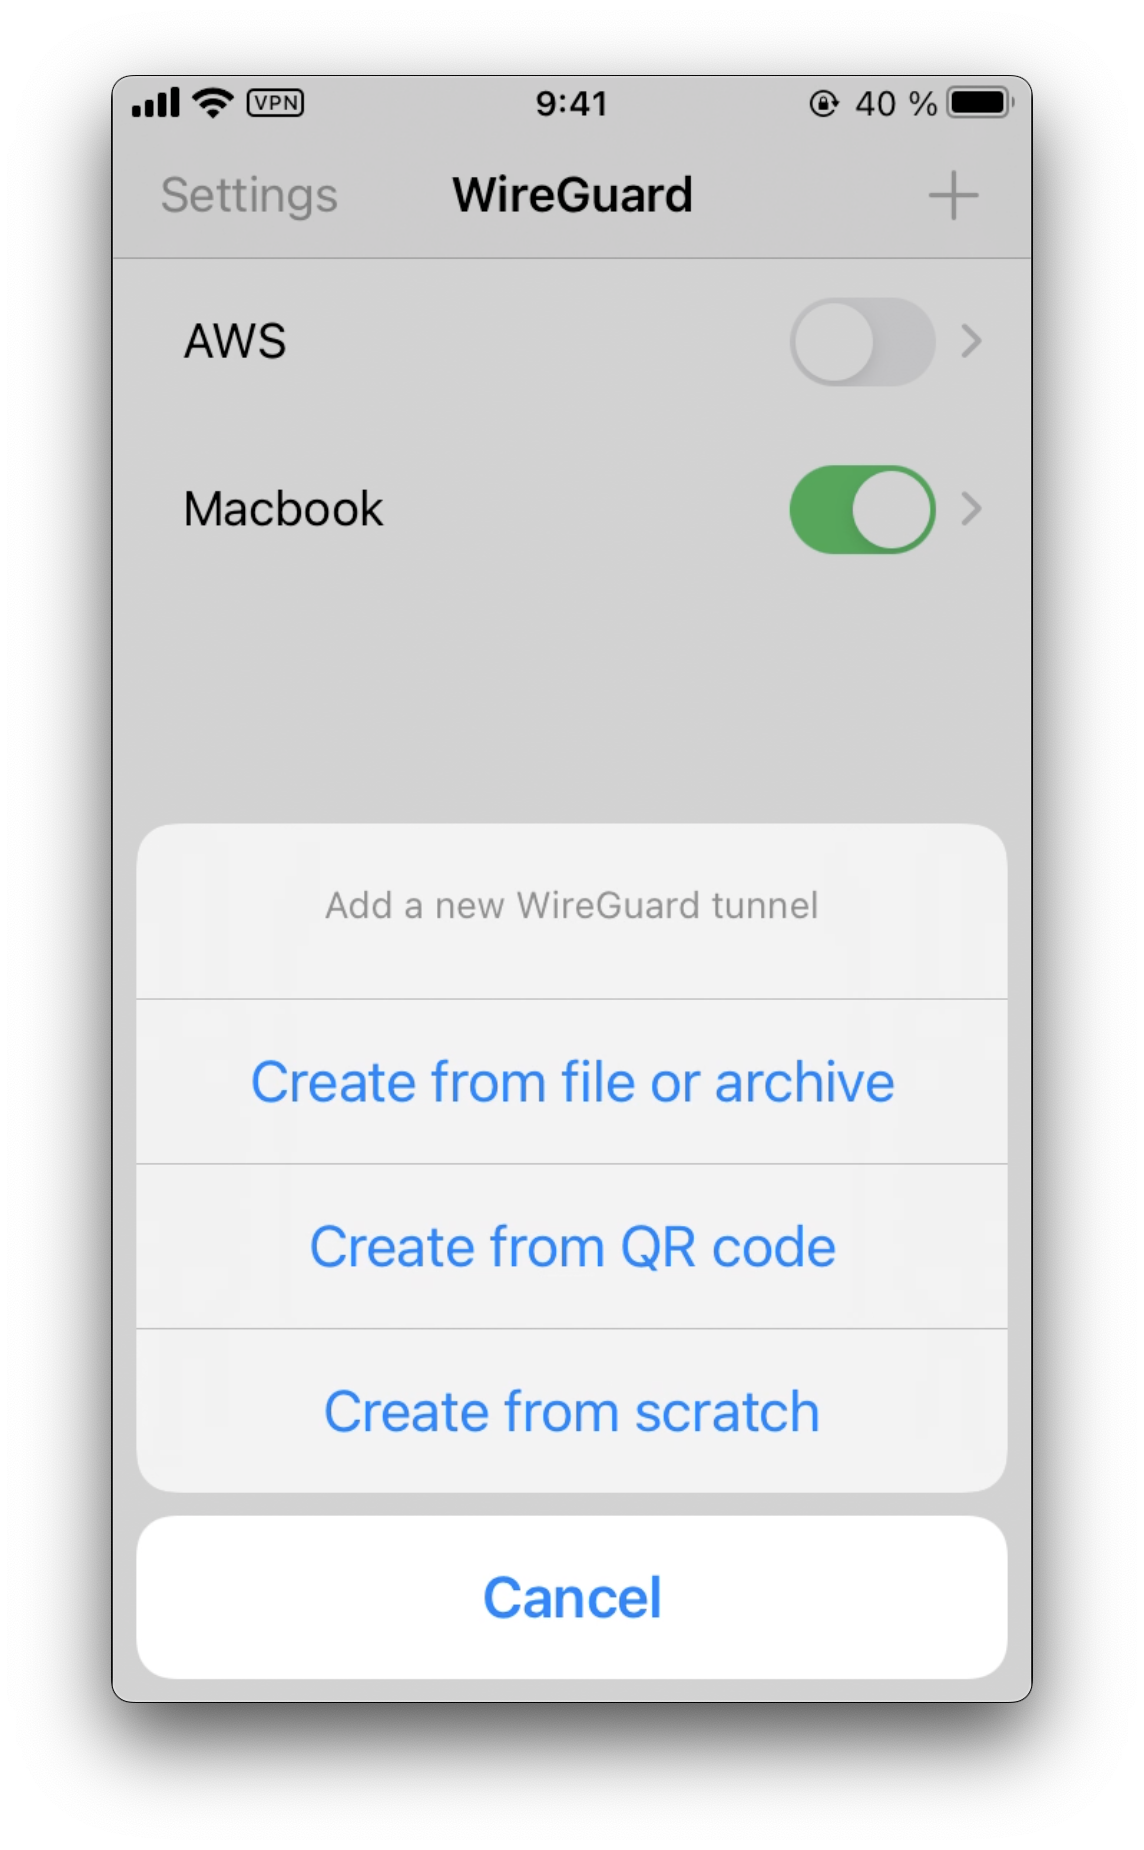 VPN 9:41 40 %
Settings WireGuard
AWS
Macbook
Add a new WireGuard tunnel
Create from file or archive
Create from QR code
Create from scratch
Cancel